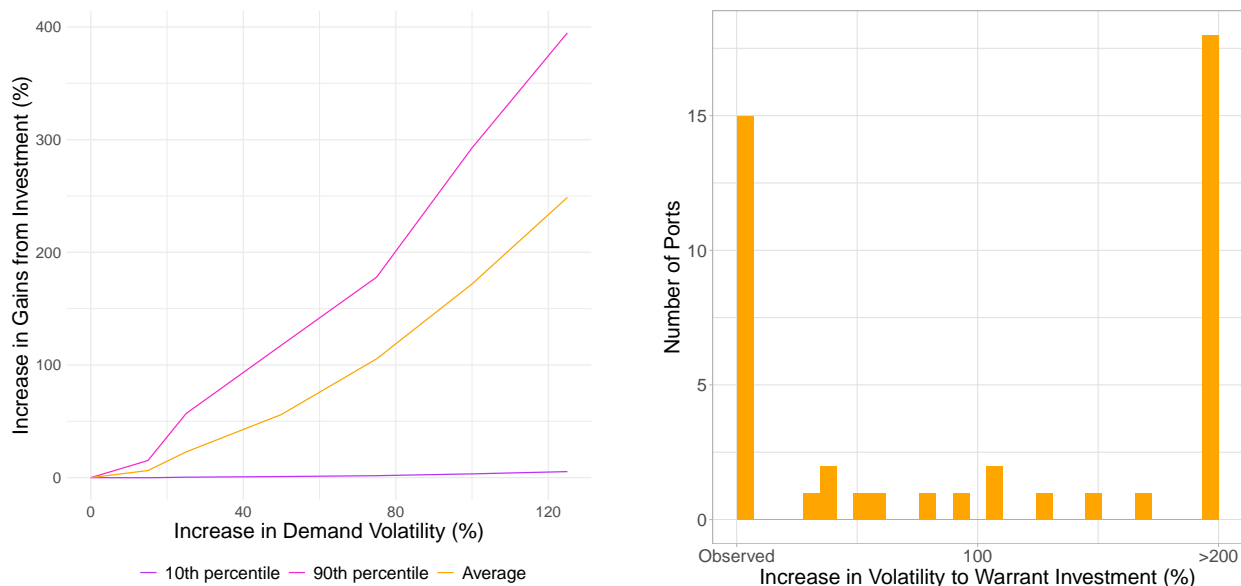 400
300
200
100
0
Increase in Gains from Investment (%)
0 40 80 120
Increase in Demand Volatility (%)
10th percentile 90th percentile Average
15
10
5
0
Number of Ports
Observed 100 >200
Increase in Volatility to Warrant Investment (%)